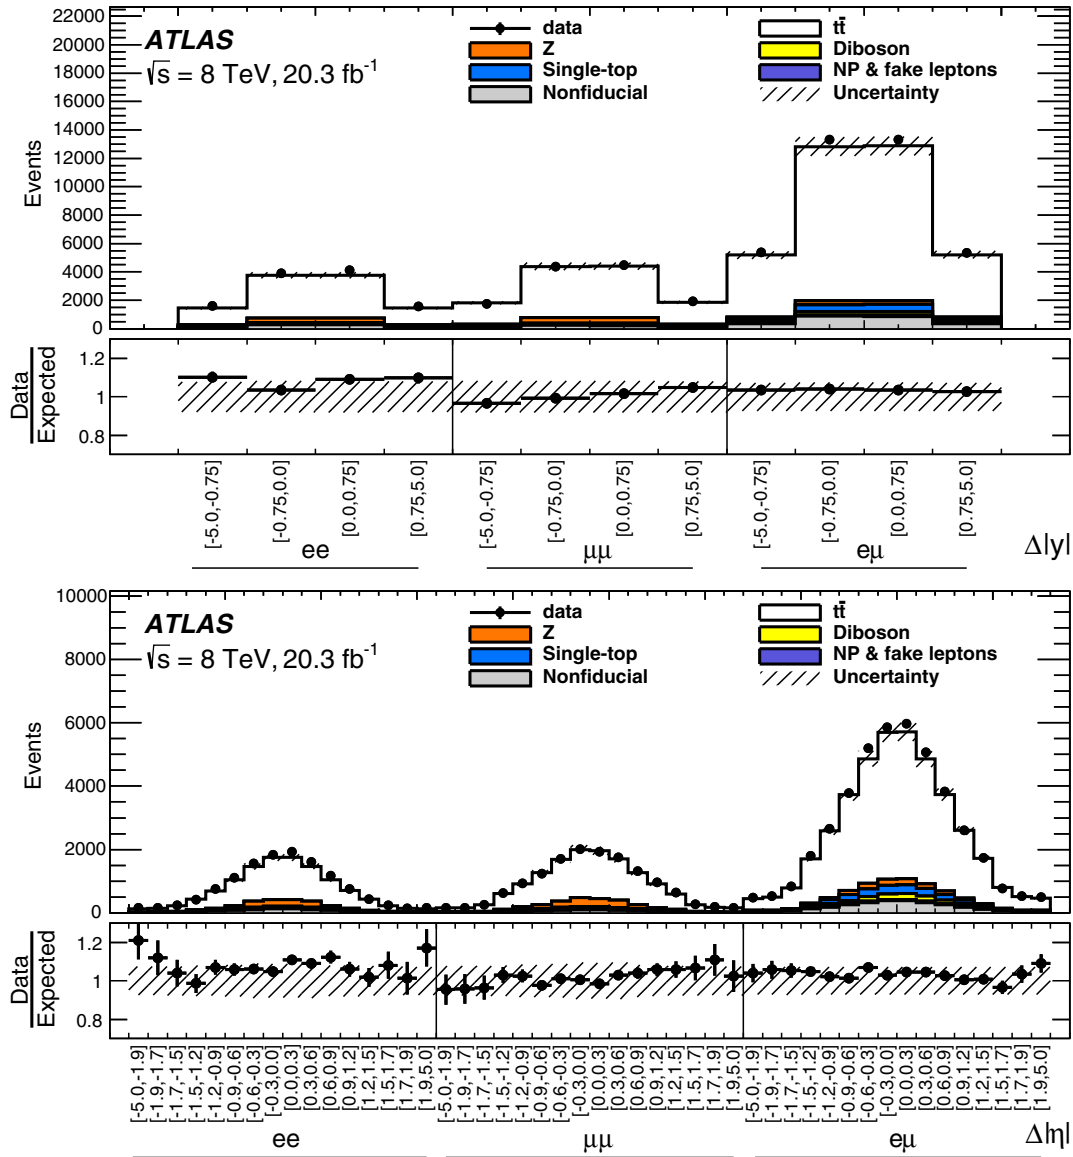 22000
20000
18000
16000
14000
12000
10000
8000
6000
4000
2000
0
Events
ATLAS
√s = 8 TeV, 20.3 fb⁻¹
data
Z
Single-top
Nonfiducial
tt̄
Diboson
NP & fake leptons
Uncertainty
1.2
1
0.8
Data
Expected
[-5.0,-0.75]
[-0.75,0.0]
[0.0,0.75]
[0.75,5.0]
[-5.0,-0.75]
[-0.75,0.0]
[0.0,0.75]
[0.75,5.0]
[-5.0,-0.75]
[-0.75,0.0]
[0.0,0.75]
[0.75,5.0]
ee
μμ
eμ
Δ|y|
10000
8000
6000
4000
2000
0
Events
ATLAS
√s = 8 TeV, 20.3 fb⁻¹
data
Z
Single-top
Nonfiducial
tt̄
Diboson
NP & fake leptons
Uncertainty
1.2
1
0.8
Data
Expected
[-5.0,-1.9]
[-1.9,-1.7]
[-1.7,-1.5]
[-1.5,-1.2]
[-1.2,-0.9]
[-0.9,-0.6]
[-0.6,-0.3]
[-0.3,0.0]
[0.0,0.3]
[0.3,0.6]
[0.6,0.9]
[0.9,1.2]
[1.2,1.5]
[1.5,1.7]
[1.7,1.9]
[1.9,5.0]
[-5.0,-1.9]
[-1.9,-1.7]
[-1.7,-1.5]
[-1.5,-1.2]
[-1.2,-0.9]
[-0.9,-0.6]
[-0.6,-0.3]
[-0.3,0.0]
[0.0,0.3]
[0.3,0.6]
[0.6,0.9]
[0.9,1.2]
[1.2,1.5]
[1.5,1.7]
[1.7,1.9]
[1.9,5.0]
[-5.0,-1.9]
[-1.9,-1.7]
[-1.7,-1.5]
[-1.5,-1.2]
[-1.2,-0.9]
[-0.9,-0.6]
[-0.6,-0.3]
[-0.3,0.0]
[0.0,0.3]
[0.3,0.6]
[0.6,0.9]
[0.9,1.2]
[1.2,1.5]
[1.5,1.7]
[1.7,1.9]
[1.9,5.0]
ee
μμ
eμ
Δ|η|